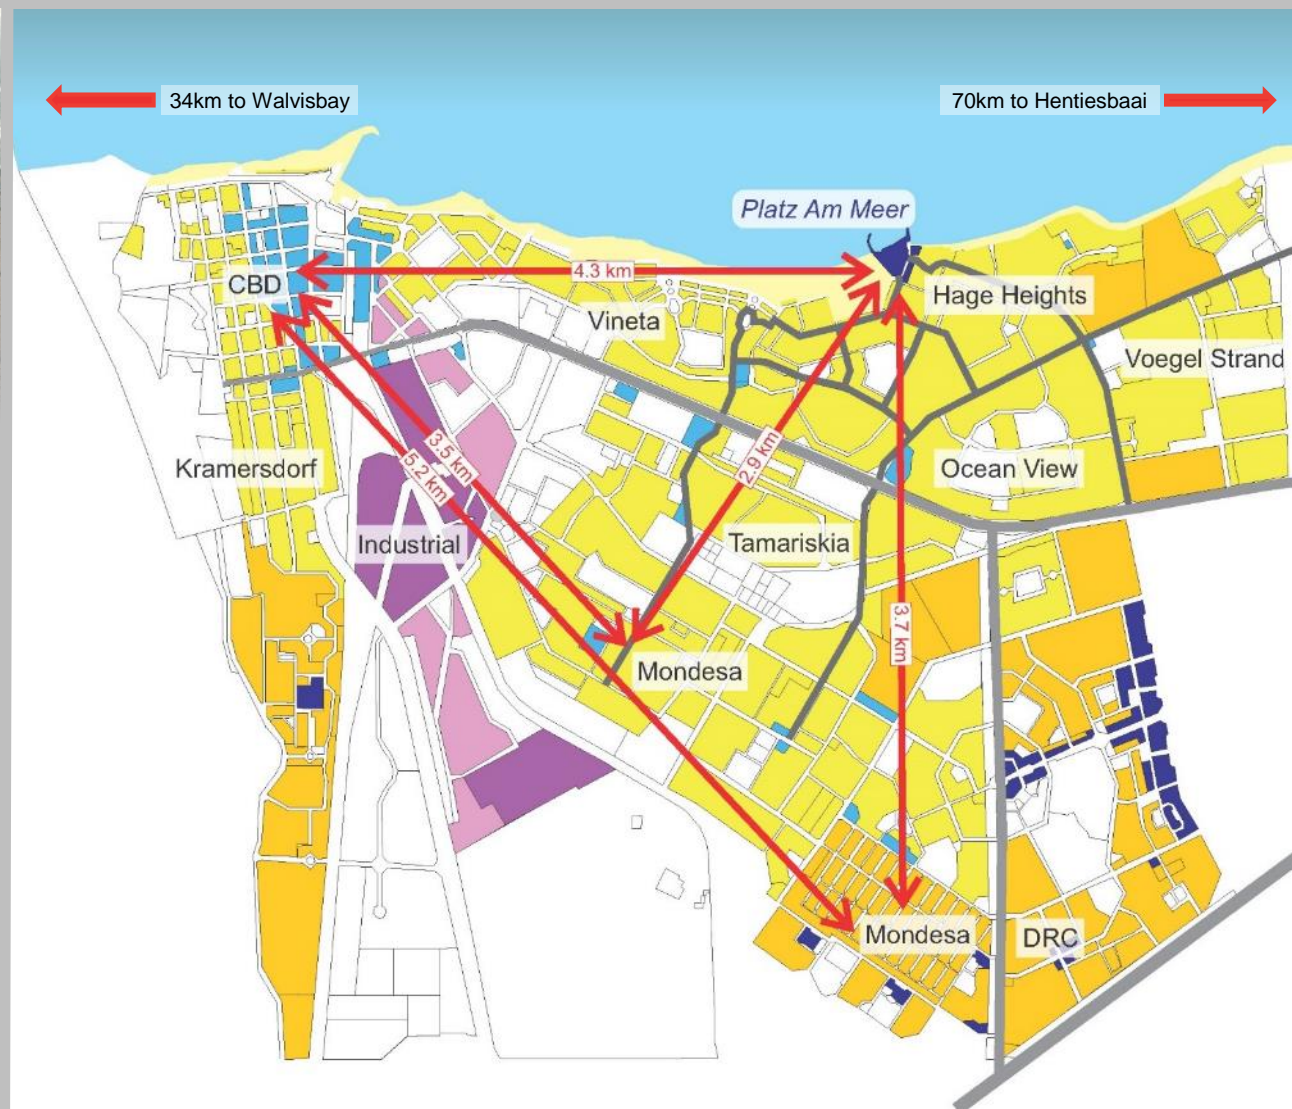 34km to Walvisbay
70km to Hentiesbaai
Platz Am Meer
4.3 km
CBD
Hage Heights
Vineta
Voegel Strand
3.5 km
5.2 km
2.9 km
Kramersdorf
Ocean View
Industrial
Tamariskia
3.7 km
Mondesa
Mondesa
DRC